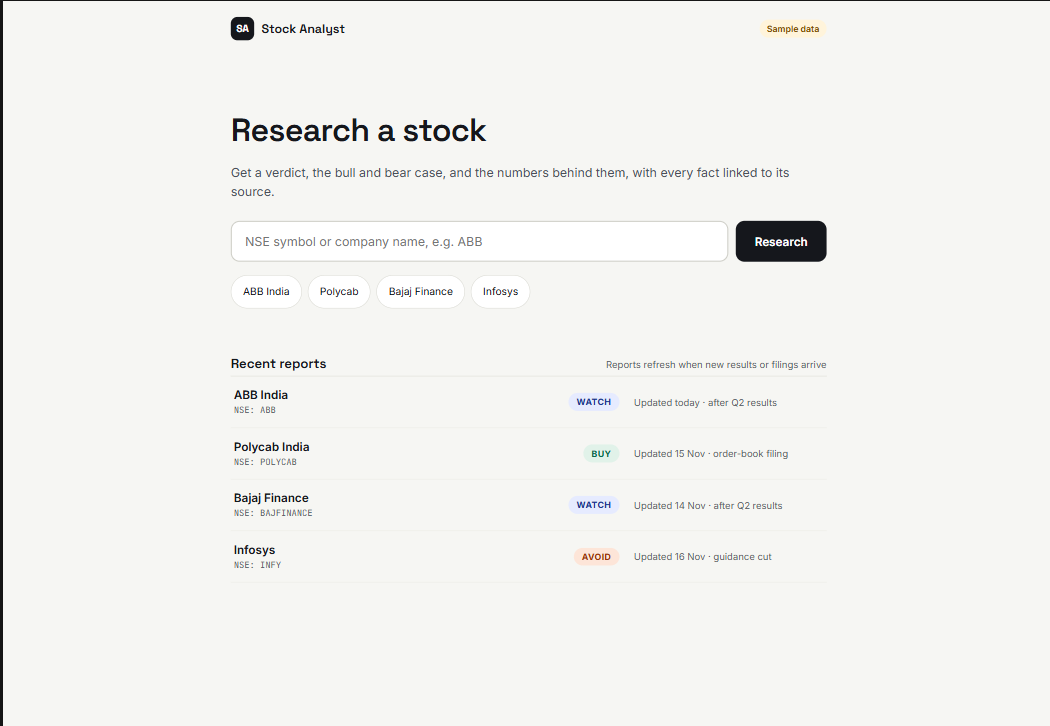 SA Stock Analyst Sample data
Research a stock
Get a verdict, the bull and bear case, and the numbers behind them, with every fact linked to its
source.
NSE symbol or company name, e.g. ABB Research
ABB India Polycab Bajaj Finance Infosys
Recent reports Reports refresh when new results or filings arrive
ABB India
NSE: ABB
WATCH Updated today · after Q2 results
Polycab India
NSE: POLYCAB
BUY Updated 15 Nov · order-book filing
Bajaj Finance
NSE: BAJFINANCE
WATCH Updated 14 Nov · after Q2 results
Infosys
NSE: INFY
AVOID Updated 16 Nov · guidance cut